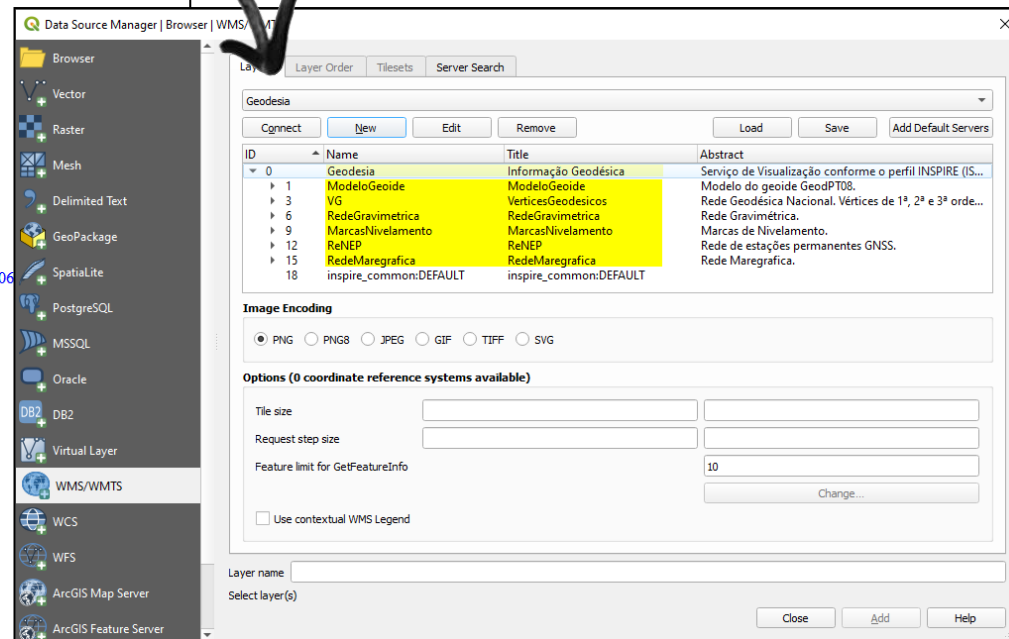 Data Source Manager | Browser | WMS/WMT
Browser
Vector
Raster
Mesh
Delimited Text
GeoPackage
SpatiaLite
PostgreSQL
MSSQL
Oracle
DB2
DB2
Virtual Layer
WMS/WMTS
WCS
WFS
ArcGIS Map Server
ArcGIS Feature Server
06
La
Layer Order
Tilesets
Server Search
Geodesia
Connect
New
Edit
Remove
Load
Save
Add Default Servers
ID Name Title Abstract
0 Geodesia Informação Geodésica Serviço de Visualização conforme o perfil INSPIRE (IS...
1 ModeloGeoide ModeloGeoide Modelo do geoide GeodPT08.
3 VG VerticesGeodesicos Rede Geodésica Nacional. Vértices de 1ª, 2ª e 3ª orde...
6 RedeGravimetrica RedeGravimetrica Rede Gravimétrica.
9 MarcasNivelamento MarcasNivelamento Marcas de Nivelamento.
12 ReNEP ReNEP Rede de estações permanentes GNSS.
15 RedeMaregrafica RedeMaregrafica Rede Maregrafica.
18 inspire_common:DEFAULT inspire_common:DEFAULT
Image Encoding
PNG PNG8 JPEG GIF TIFF SVG
Options (0 coordinate reference systems available)
Tile size
Request step size
Feature limit for GetFeatureInfo 10
Change...
Use contextual WMS Legend
Layer name
Select layer(s)
Close Add Help